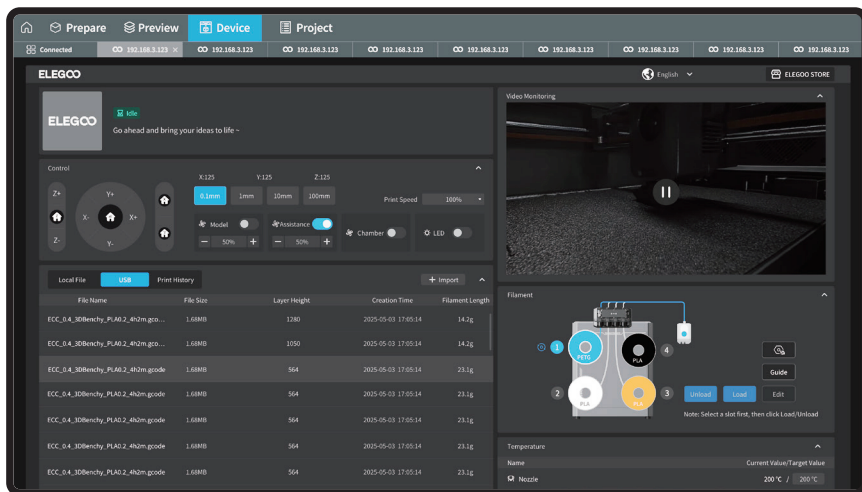 Prepare Preview Device Project
Connected 192.168.3.123 × 192.168.3.123 192.168.3.123 192.168.3.123 192.168.3.123 192.168.3.123 192.168.3.123 192.168.3.123 192.168.3.123
ELEGOO English ELEGOO STORE
ELEGOO
Idle
Go ahead and bring your ideas to life ~
Control
X:125 Y:125 Z:125
0.1mm 1mm 10mm 100mm
Print Speed 100%
Z+ Y+ X- X+ Z- Y-
Model Assistance Chamber LED
− 50% + − 50% +
Local File USB Print History + Import
File Name File Size Layer Height Creation Time Filament Length
ECC_0.4_3DBenchy_PLA0.2_4h2m.gco... 1.68MB 1280 2025-05-03 17:05:14 14.2g
ECC_0.4_3DBenchy_PLA0.2_4h2m.gco... 1.68MB 1050 2025-05-03 17:05:14 14.2g
ECC_0.4_3DBenchy_PLA0.2_4h2m.gcode 1.68MB 564 2025-05-03 17:05:14 23.1g
ECC_0.4_3DBenchy_PLA0.2_4h2m.gcode 1.68MB 564 2025-05-03 17:05:14 23.1g
ECC_0.4_3DBenchy_PLA0.2_4h2m.gcode 1.68MB 564 2025-05-03 17:05:14 23.1g
ECC_0.4_3DBenchy_PLA0.2_4h2m.gcode 1.68MB 564 2025-05-03 17:05:14 23.1g
ECC_0.4_3DBenchy_PLA0.2_4h2m.gcode 1.68MB 564 2025-05-03 17:05:14 23.1g
Video Monitoring
Filament
1 PETG PLA 4
2 PLA PLA 3
Guide
Unload Load Edit
Note: Select a slot first, then click Load/Unload
Temperature
Name Current Value/Target Value
Nozzle 200°C / 200°C